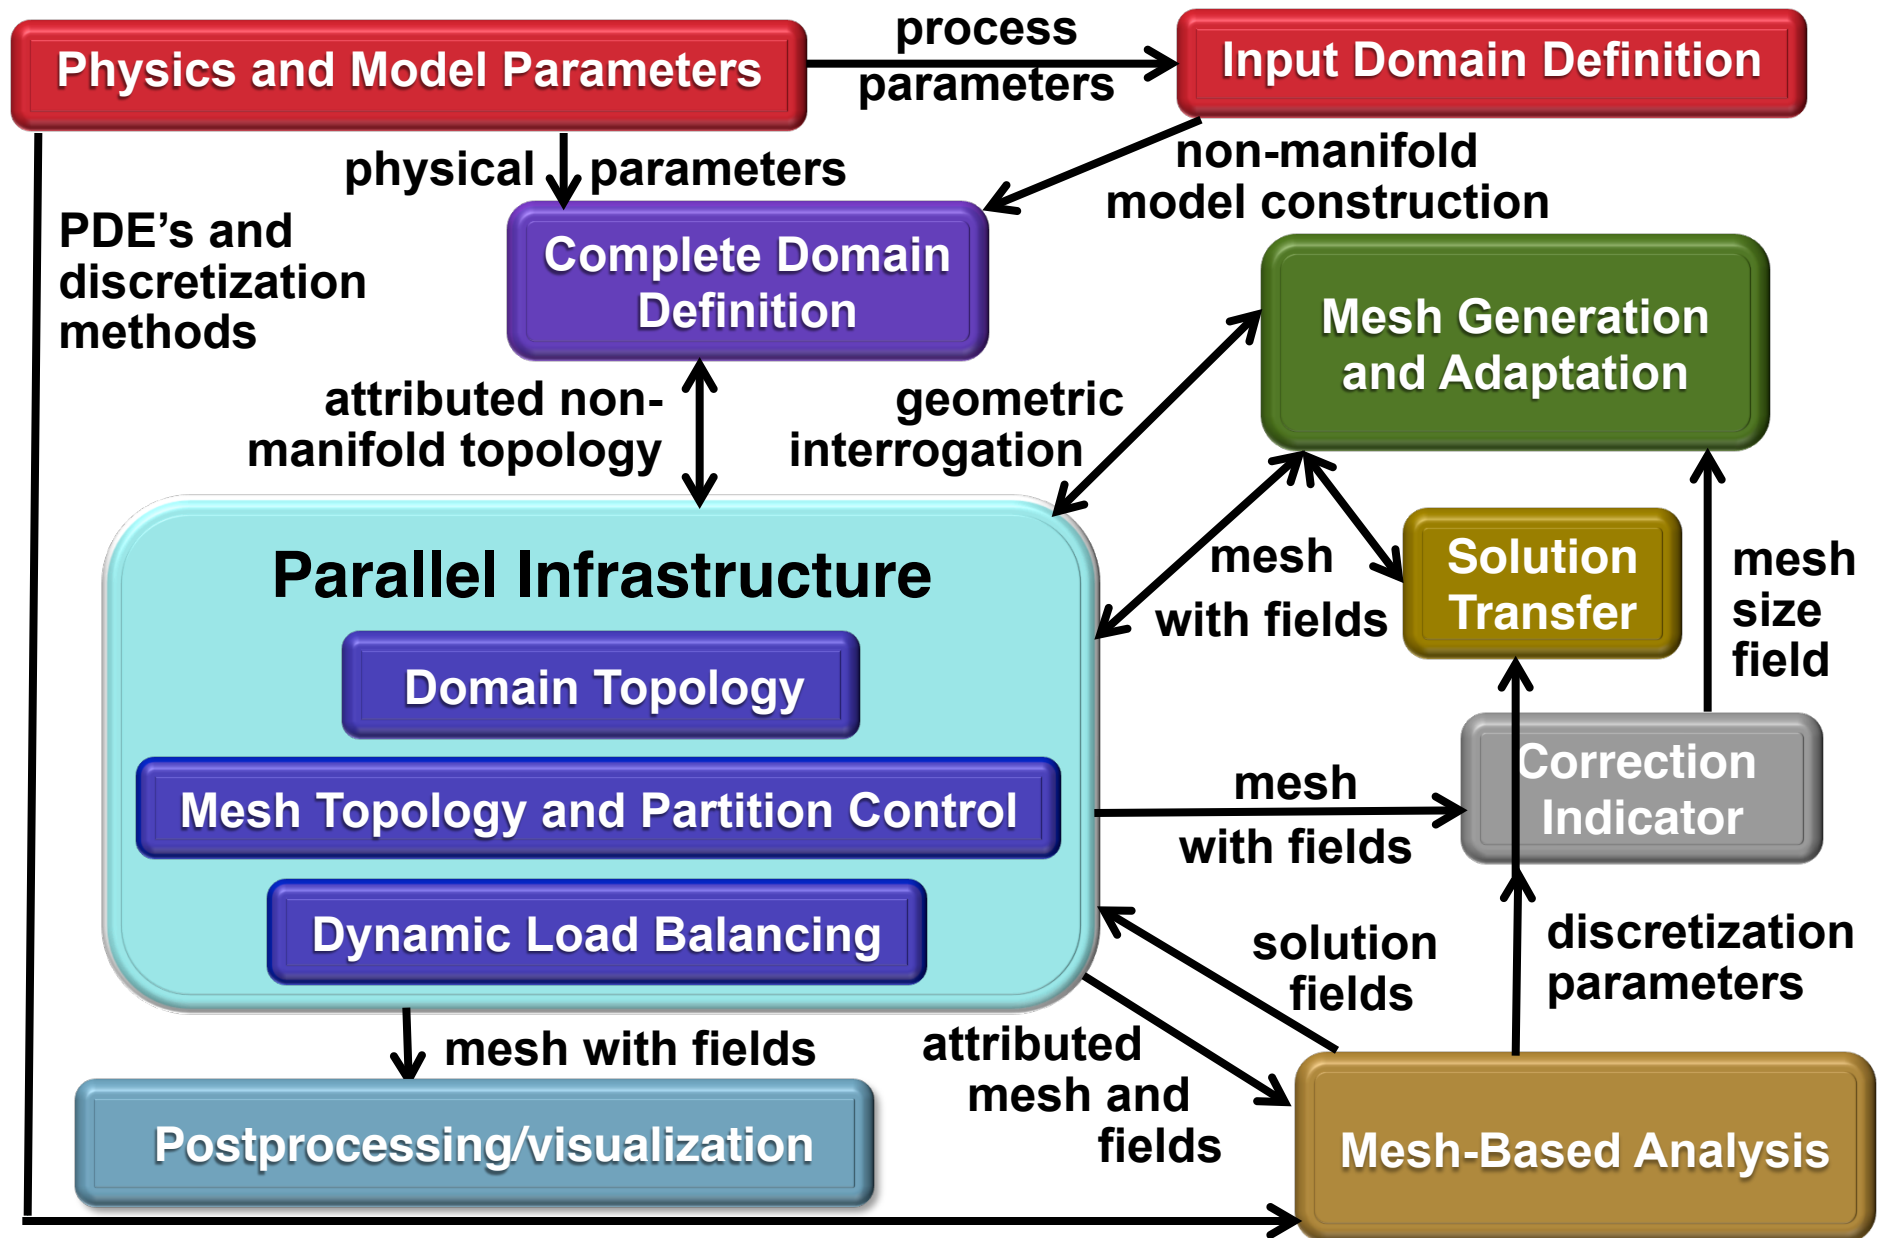 process
parameters
Physics and Model Parameters
Input Domain Definition
physical
parameters
non-manifold
model construction
PDE’s and
discretization
methods
Complete Domain
Definition
Mesh Generation
and Adaptation
attributed non-
manifold topology
geometric
interrogation
Parallel Infrastructure
Domain Topology
Mesh Topology and Partition Control
Dynamic Load Balancing
mesh
with fields
Solution
Transfer
mesh
size
field
mesh
with fields
Correction
Indicator
solution
fields
discretization
parameters
mesh with fields
attributed
mesh and
fields
Postprocessing/visualization
Mesh-Based Analysis